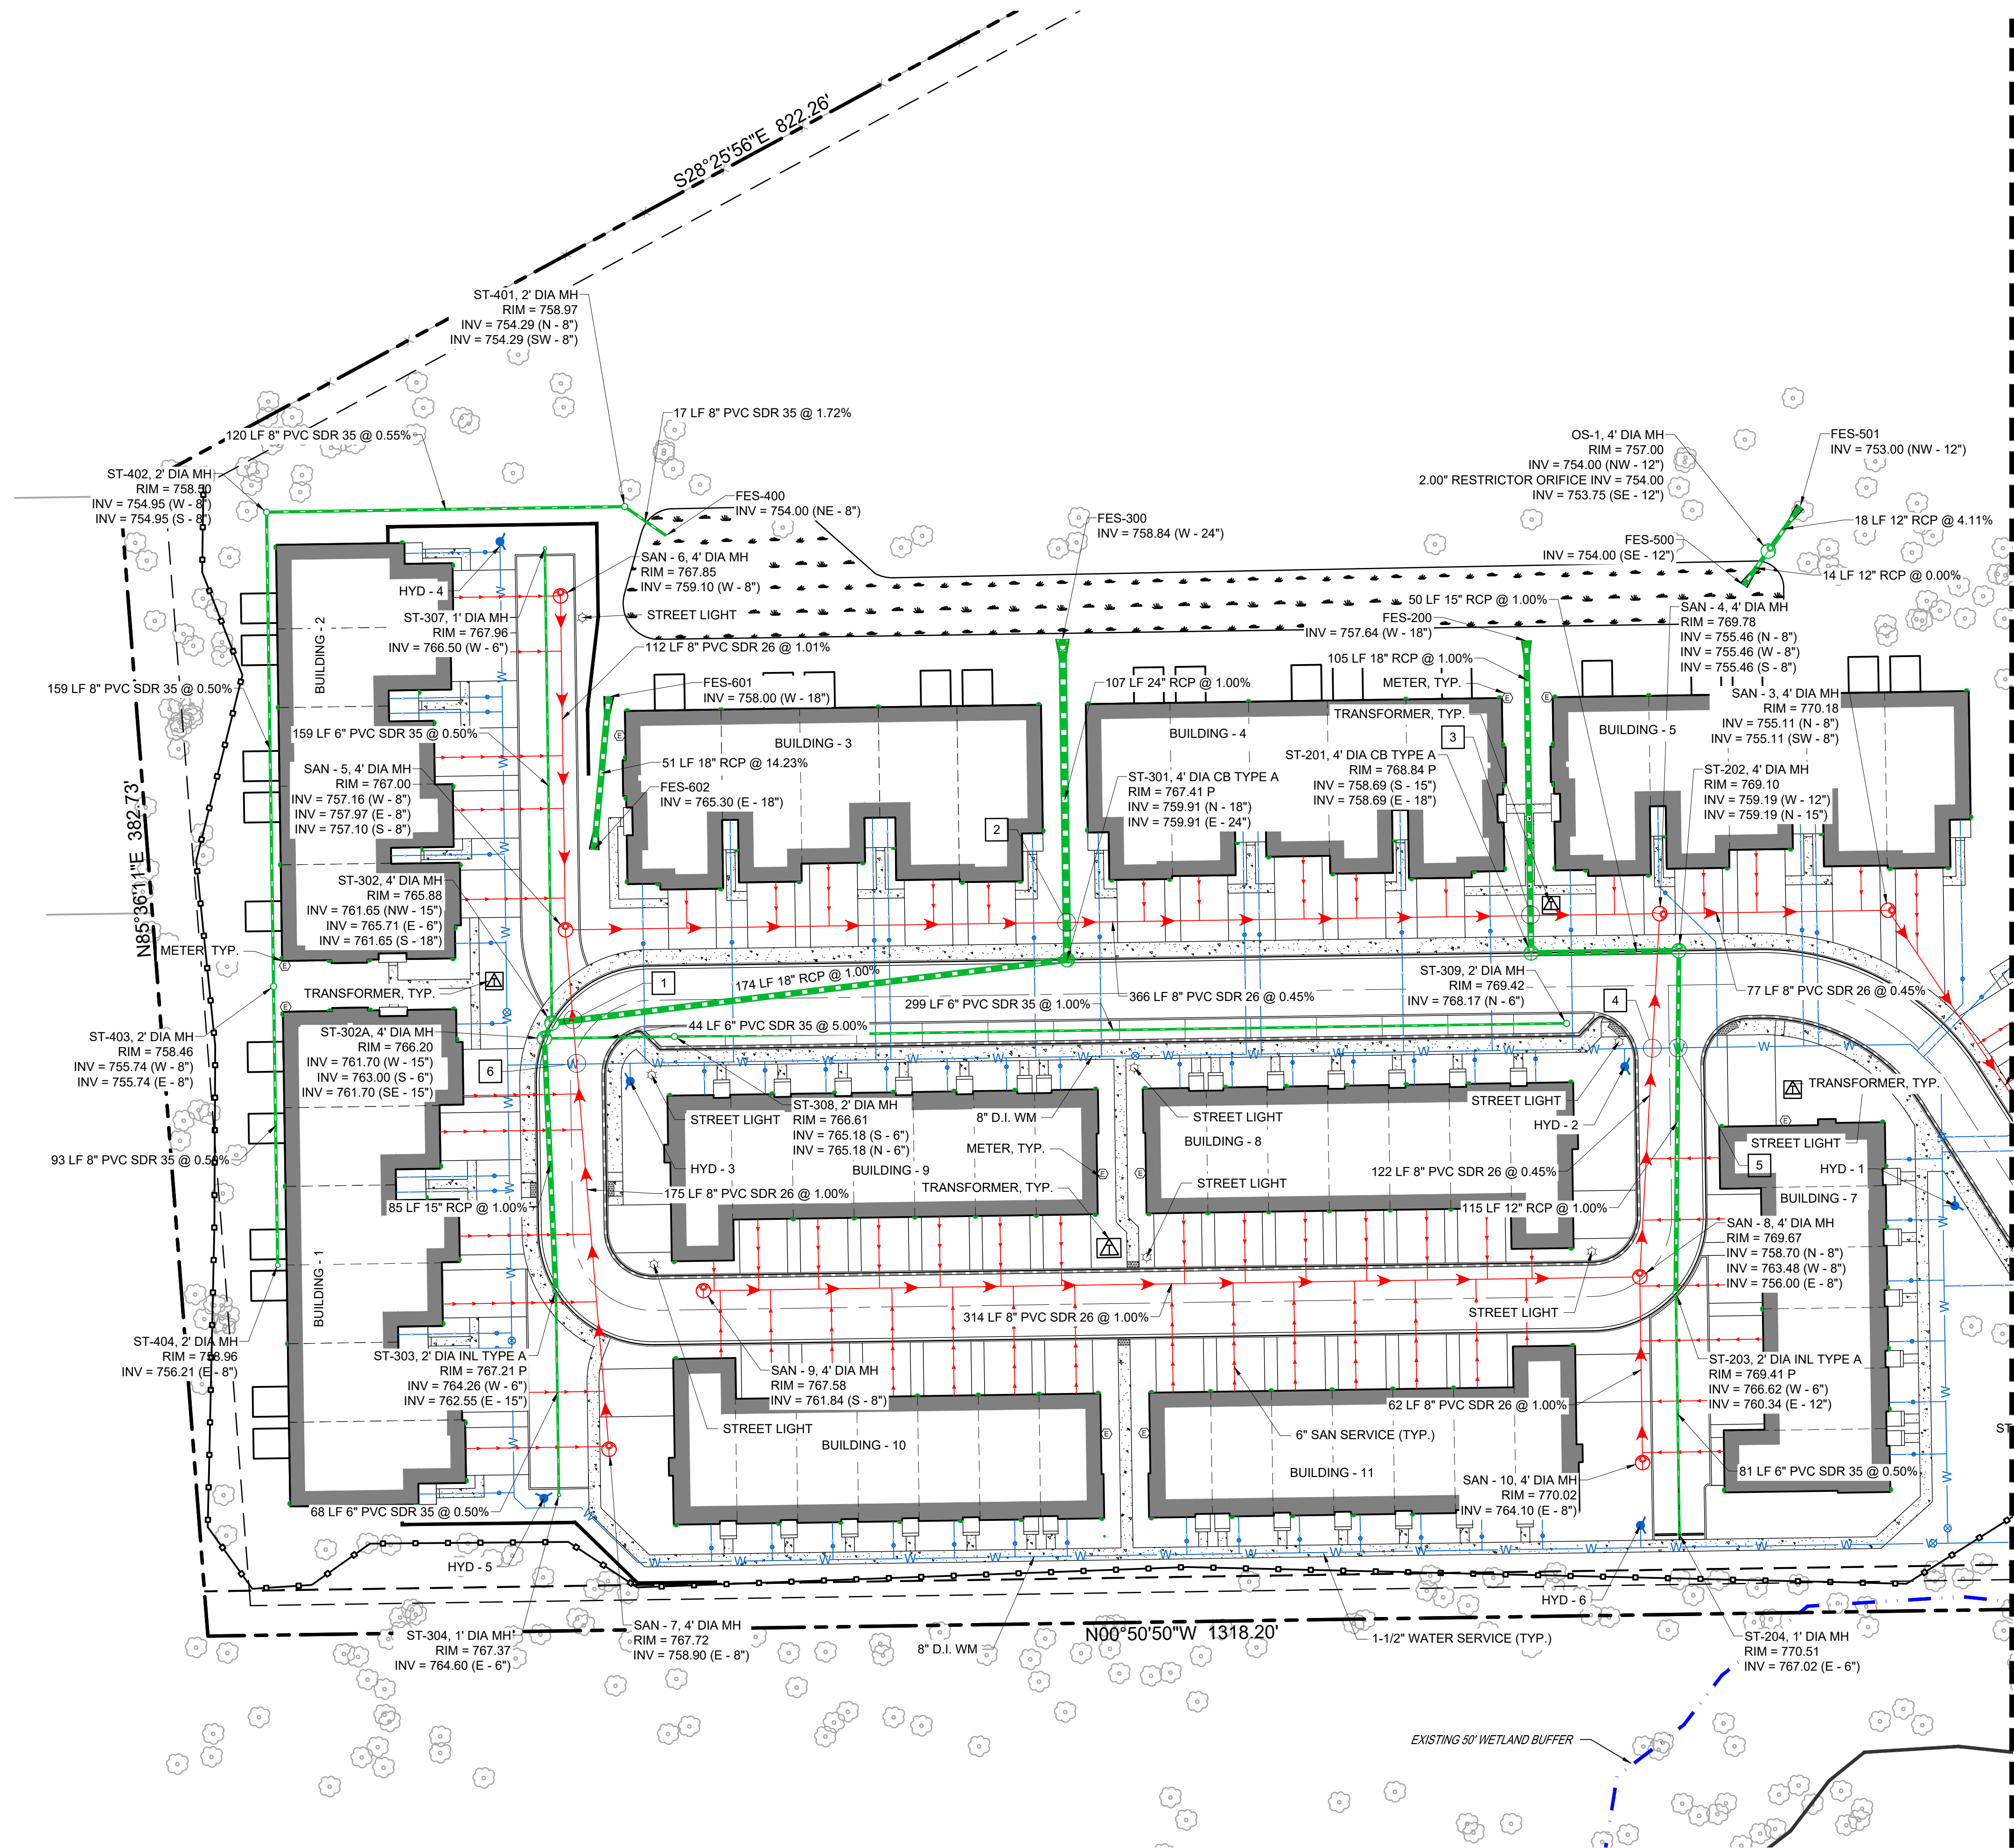 S28°25'56"E 822.26'
ST-401, 2' DIA MH
RIM = 758.97
INV = 754.29 (N - 8")
INV = 754.29 (SW - 8")
17 LF 8" PVC SDR 35 @ 1.72%
120 LF 8" PVC SDR 35 @ 0.55%
OS-1, 4' DIA MH
RIM = 757.00
INV = 754.00 (NW - 12")
2.00" RESTRICTOR ORIFICE INV = 754.00
INV = 753.75 (SE - 12")
FES-501
INV = 753.00 (NW - 12")
ST-402, 2' DIA MH
RIM = 758.50
INV = 754.95 (W - 8")
INV = 754.95 (S - 8")
FES-400
INV = 754.00 (NE - 8")
FES-300
INV = 758.84 (W - 24")
18 LF 12" RCP @ 4.11%
FES-500
INV = 754.00 (SE - 12")
14 LF 12" RCP @ 0.00%
SAN - 6, 4' DIA MH
RIM = 767.85
INV = 759.10 (W - 8")
HYD - 4
STREET LIGHT
50 LF 15" RCP @ 1.00%
FES-200
INV = 757.64 (W - 18")
SAN - 4, 4' DIA MH
RIM = 769.78
INV = 755.46 (N - 8")
INV = 755.46 (W - 8")
INV = 755.46 (S - 8")
ST-307, 1' DIA MH
RIM = 767.96
INV = 766.50 (W - 6")
112 LF 8" PVC SDR 26 @ 1.01%
BUILDING - 2
105 LF 18" RCP @ 1.00%
159 LF 8" PVC SDR 35 @ 0.50%
FES-601
INV = 758.00 (W - 18")
107 LF 24" RCP @ 1.00%
METER, TYP.
SAN - 3, 4' DIA MH
RIM = 770.18
INV = 755.11 (N - 8")
INV = 755.11 (SW - 8")
TRANSFORMER, TYP.
3
159 LF 6" PVC SDR 35 @ 0.50%
BUILDING - 3
BUILDING - 4
BUILDING - 5
N85°36'11"E 382.73'
SAN - 5, 4' DIA MH
RIM = 767.00
INV = 757.16 (W - 8")
INV = 757.97 (E - 8")
INV = 757.10 (S - 8")
51 LF 18" RCP @ 14.23%
FES-602
INV = 765.30 (E - 18")
ST-301, 4' DIA CB TYPE A
RIM = 767.41 P
INV = 759.91 (N - 18")
INV = 759.91 (E - 24")
2
ST-201, 4' DIA CB TYPE A
RIM = 768.84 P
INV = 758.69 (S - 15")
INV = 758.69 (E - 18")
ST-202, 4' DIA MH
RIM = 769.10
INV = 759.19 (W - 12")
INV = 759.19 (N - 15")
ST-302, 4' DIA MH
RIM = 765.88
INV = 761.65 (NW - 15")
INV = 765.71 (E - 6")
INV = 761.65 (S - 18")
METER, TYP.
TRANSFORMER, TYP.
1
174 LF 18" RCP @ 1.00%
299 LF 6" PVC SDR 35 @ 1.00%
366 LF 8" PVC SDR 26 @ 0.45%
ST-309, 2' DIA MH
RIM = 769.42
INV = 768.17 (N - 6")
4
77 LF 8" PVC SDR 26 @ 0.45%
44 LF 6" PVC SDR 35 @ 5.00%
ST-403, 2' DIA MH
RIM = 758.46
INV = 755.74 (W - 8")
INV = 755.74 (E - 8")
ST-302A, 4' DIA MH
RIM = 766.20
INV = 761.70 (W - 15")
INV = 763.00 (S - 6")
INV = 761.70 (SE - 15")
6
TRANSFORMER, TYP.
STREET LIGHT
ST-308, 2' DIA MH
RIM = 766.61
INV = 765.18 (S - 6")
INV = 765.18 (N - 6")
8" D.I. WM
STREET LIGHT
STREET LIGHT
HYD - 2
STREET LIGHT
BUILDING - 8
METER, TYP.
93 LF 8" PVC SDR 35 @ 0.50%
HYD - 3
BUILDING - 9
122 LF 8" PVC SDR 26 @ 0.45%
5
HYD - 1
TRANSFORMER, TYP.
STREET LIGHT
175 LF 8" PVC SDR 26 @ 1.00%
85 LF 15" RCP @ 1.00%
115 LF 12" RCP @ 1.00%
BUILDING - 7
SAN - 8, 4' DIA MH
RIM = 769.67
INV = 758.70 (N - 8")
INV = 763.48 (W - 8")
INV = 756.00 (E - 8")
BUILDING - 1
STREET LIGHT
314 LF 8" PVC SDR 26 @ 1.00%
ST-404, 2' DIA MH
RIM = 758.96
INV = 756.21 (E - 8")
ST-303, 2' DIA INL TYPE A
RIM = 767.21 P
INV = 764.26 (W - 6")
INV = 762.55 (E - 15")
SAN - 9, 4' DIA MH
RIM = 767.58
INV = 761.84 (S - 8")
ST-203, 2' DIA INL TYPE A
RIM = 769.41 P
INV = 766.62 (W - 6")
INV = 760.34 (E - 12")
62 LF 8" PVC SDR 26 @ 1.00%
STREET LIGHT
BUILDING - 10
6" SAN SERVICE (TYP.)
BUILDING - 11
ST
SAN - 10, 4' DIA MH
RIM = 770.02
INV = 764.10 (E - 8")
81 LF 6" PVC SDR 35 @ 0.50%
68 LF 6" PVC SDR 35 @ 0.50%
HYD - 5
HYD - 6
ST-304, 1' DIA MH
RIM = 767.37
INV = 764.60 (E - 6")
SAN - 7, 4' DIA MH
RIM = 767.72
INV = 758.90 (E - 8")
8" D.I. WM
N00°50'50"W 1318.20'
1-1/2" WATER SERVICE (TYP.)
ST-204, 1' DIA MH
RIM = 770.51
INV = 767.02 (E - 6")
EXISTING 50' WETLAND BUFFER